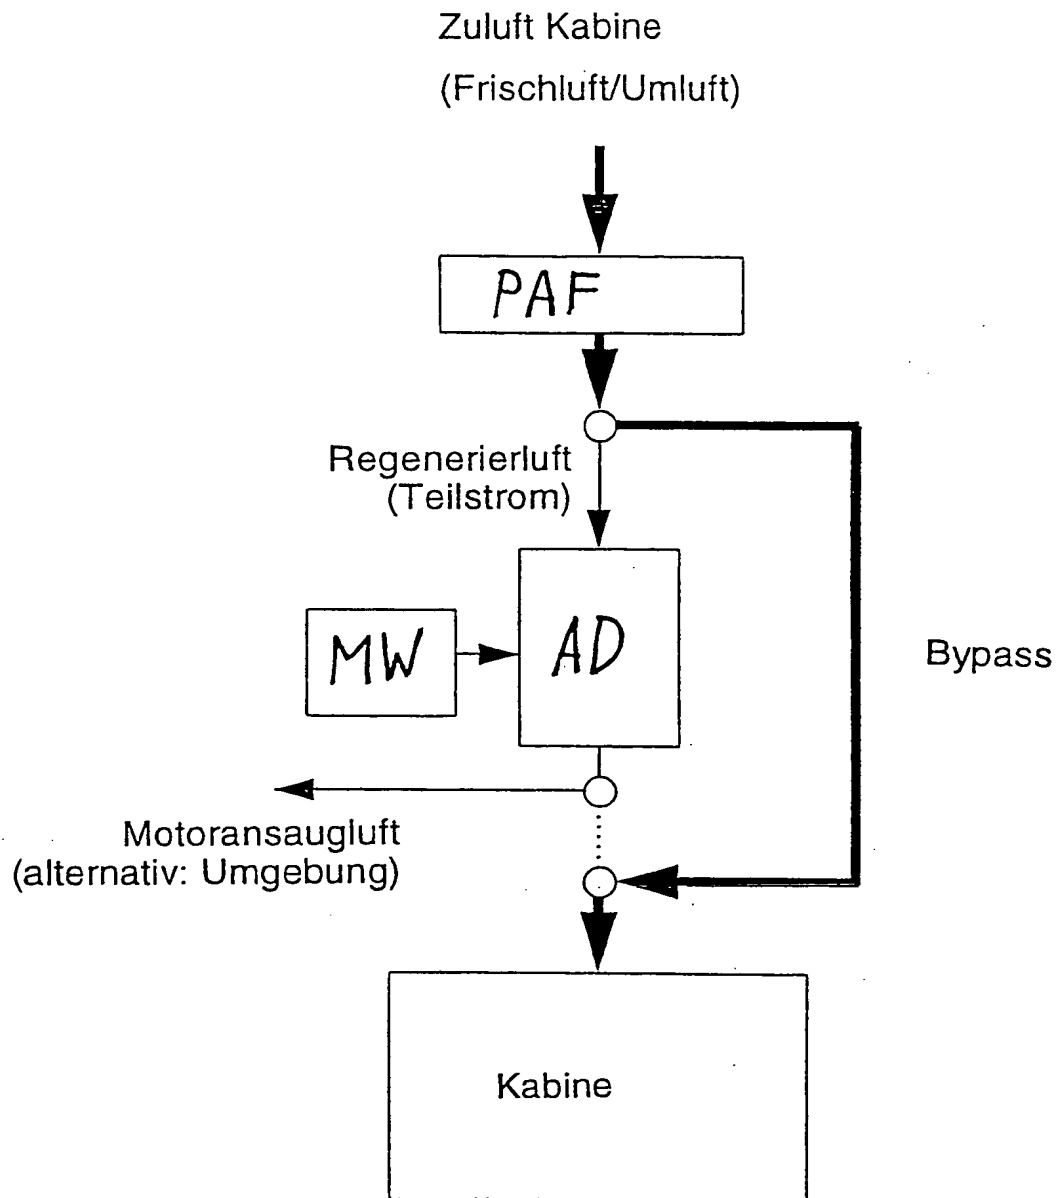 Zuluft Kabine
(Frischluft/Umluft)
PAF
Regenerierluft
(Teilstrom)
MW
AD
Bypass
Motoransaugluft
(alternativ: Umgebung)
Kabine